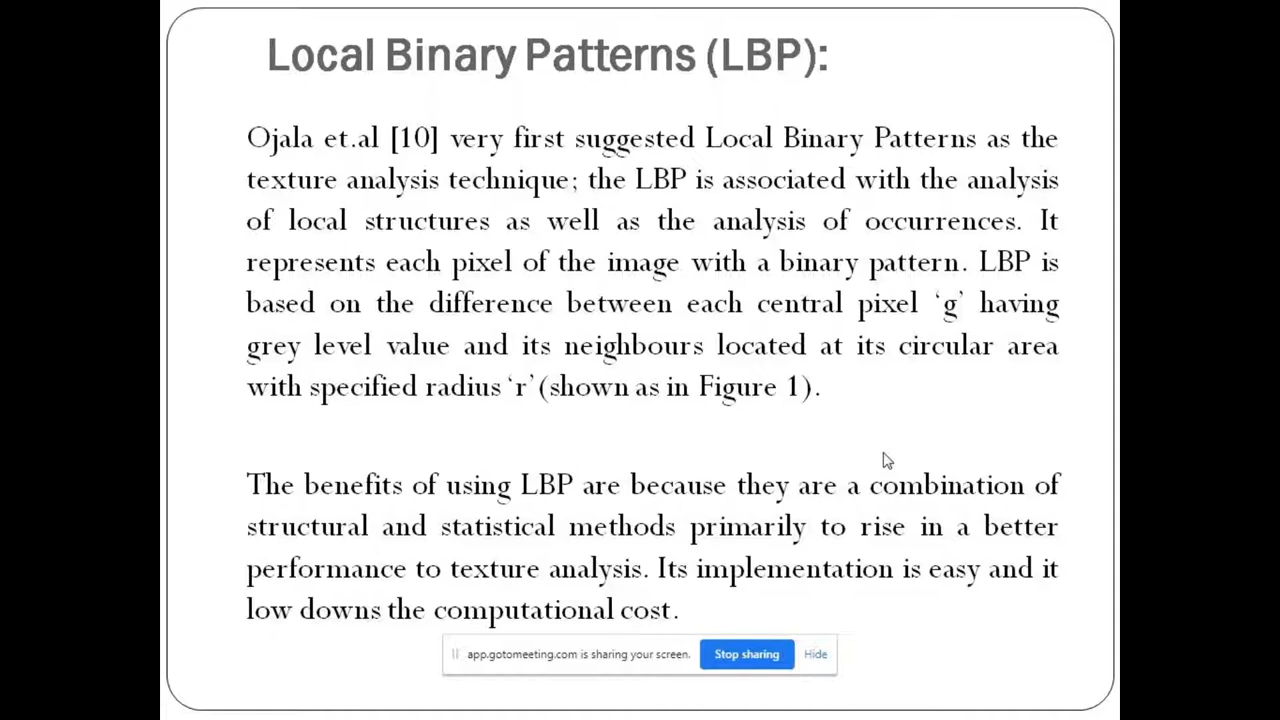 Local Binary Patterns (LBP):
Ojala et.al [10] very first suggested Local Binary Patterns as the
texture analysis technique; the LBP is associated with the analysis
of local structures as well as the analysis of occurrences. It
represents each pixel of the image with a binary pattern. LBP is
based on the difference between each central pixel ‘g’ having
grey level value and its neighbours located at its circular area
with specified radius ‘r’ (shown as in Figure 1).
The benefits of using LBP are because they are a combination of
structural and statistical methods primarily to rise in a better
performance to texture analysis. Its implementation is easy and it
low downs the computational cost.
app.gotomeeting.com is sharing your screen. Stop sharing Hide